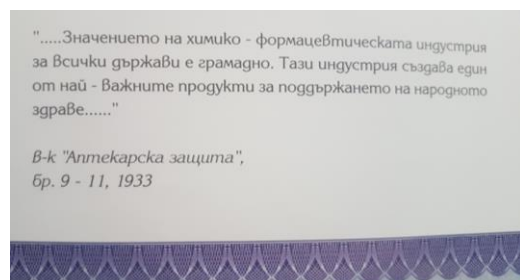 ".....Значението на химико - формацевтическата индустрия
за всички държави е грамадно. Тази индустрия създава един
от най - важните продукти за поддържането на народното
здраве......"
в-к "Аптекарска защита",
бр. 9 - 11, 1933